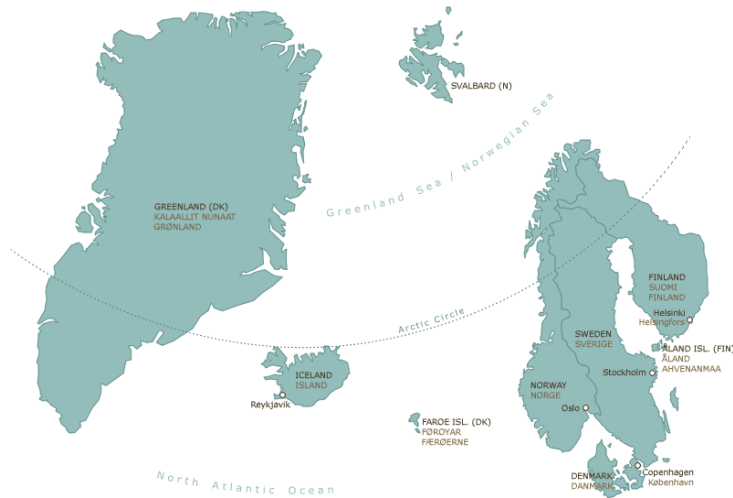 SVALBARD (N)
Greenland Sea / Norwegian Sea
GREENLAND (DK)
KALAALLIT NUNAAT
GRØNLAND
Arctic Circle
FINLAND
SUOMI
FINLAND
Helsinki
Helsingfors
SWEDEN
SVERIGE
ÅLAND ISL. (FIN)
ÅLAND
AHVENANMAA
Stockholm
ICELAND
ISLAND
Reykjavik
NORWAY
NORGE
Oslo
FAROE ISL. (DK)
FØROYAR
FÆRØERNE
DENMARK
DANMARK
Copenhagen
København
North Atlantic Ocean